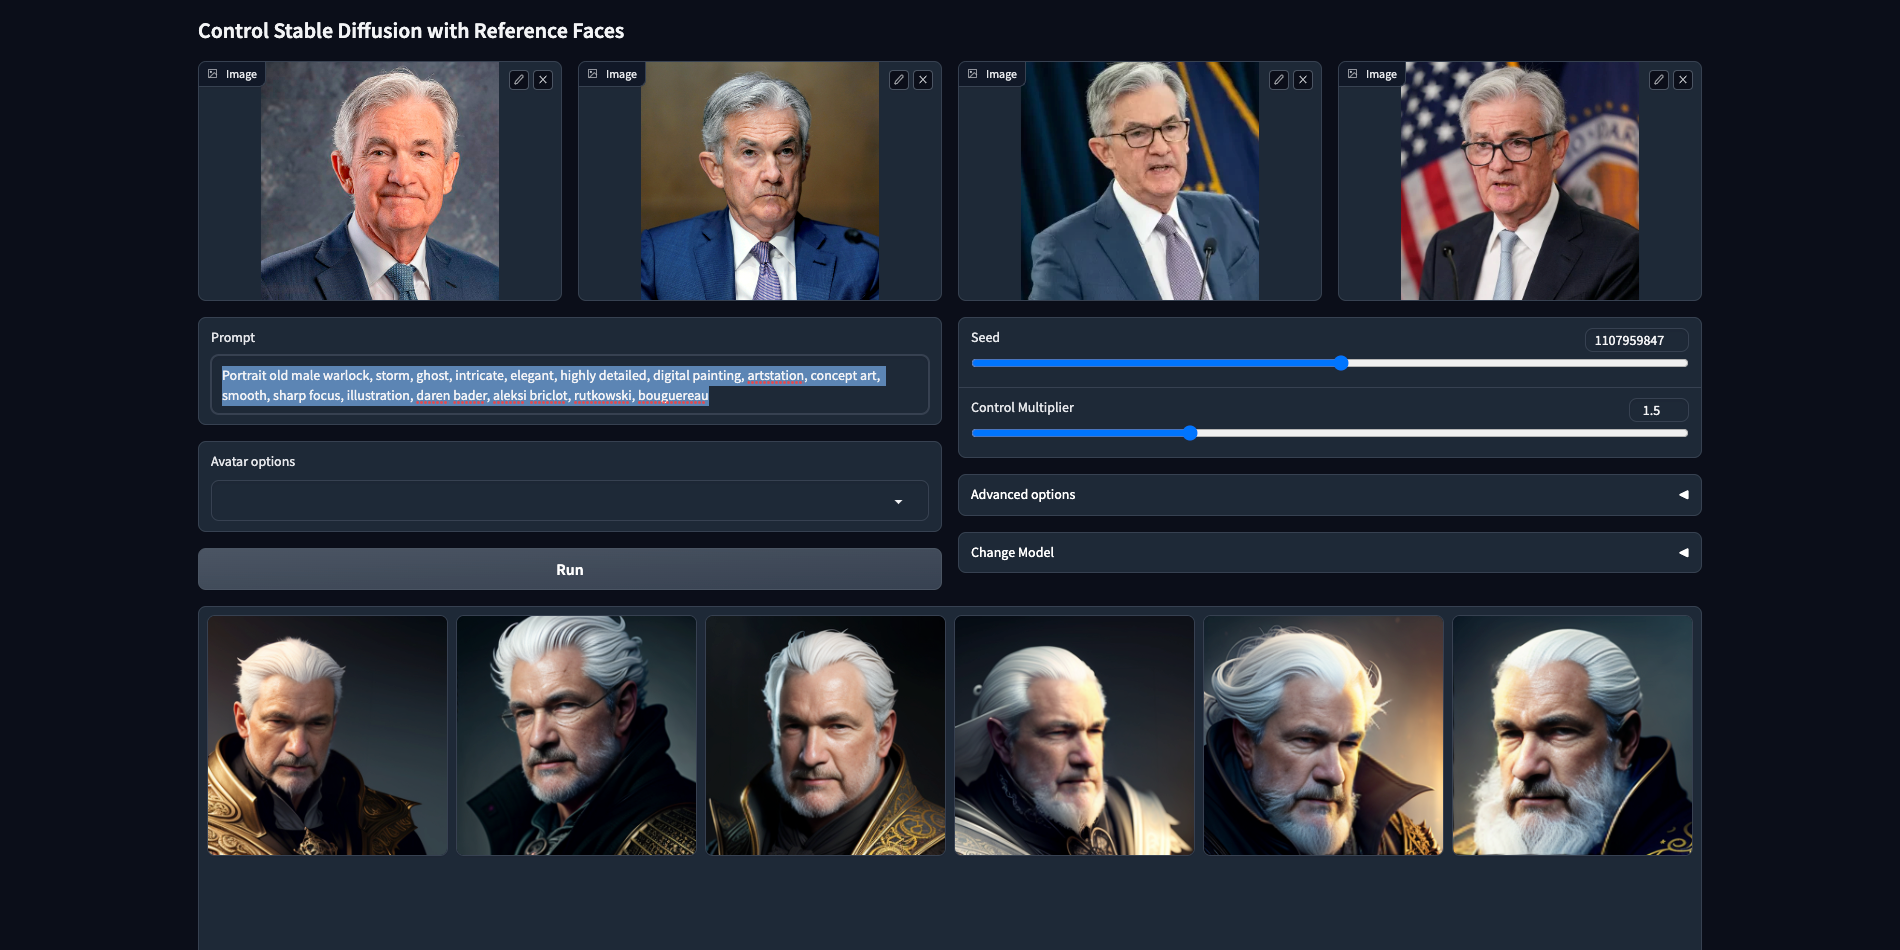 Control Stable Diffusion with Reference Faces
Image
Image
Image
Image
Prompt
Portrait old male warlock, storm, ghost, intricate, elegant, highly detailed, digital painting, artstation, concept art,
smooth, sharp focus, illustration, daren bader, aleksi briclot, rutkowski, bouguereau
Seed
1107959847
Control Multiplier
1.5
Avatar options
Advanced options
Change Model
Run